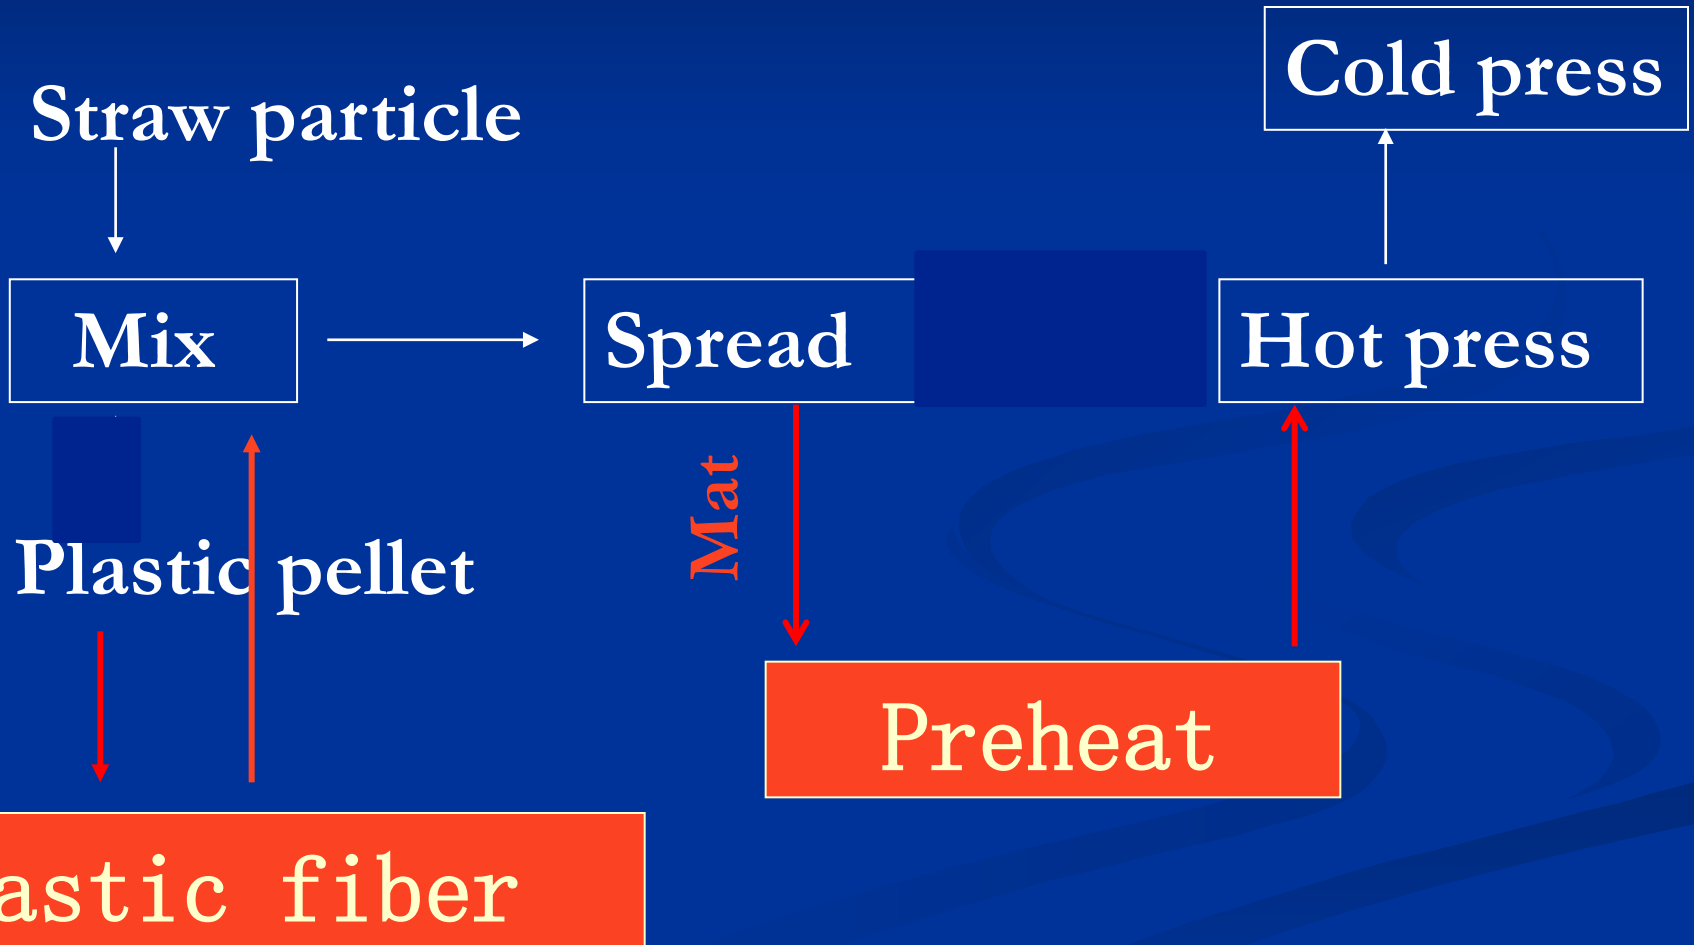 Cold press
Straw particle
Mix
Spread
Hot press
Mat
Plastic pellet
Preheat
astic fiber